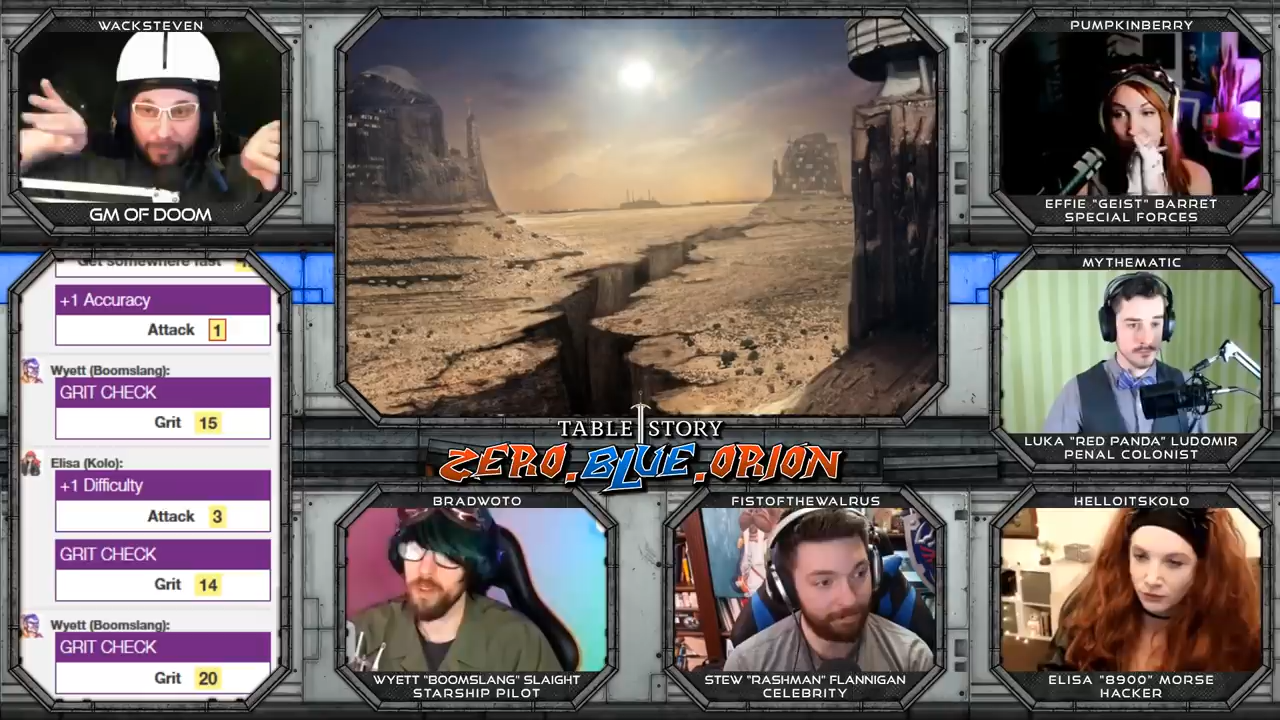 WACKSTEVEN
GM OF DOOM
PUMPKINBERRY
EFFIE "GEIST" BARRET
SPECIAL FORCES
Get somewhere fast
+1 Accuracy
Attack 1
Wyett (Boomslang):
GRIT CHECK
Grit 15
Elisa (Kolo):
+1 Difficulty
Attack 3
GRIT CHECK
Grit 14
Wyett (Boomslang):
GRIT CHECK
Grit 20
MYTHEMATIC
LUKA "RED PANDA" LUDOMIR
PENAL COLONIST
TABLE STORY
ZERO.BLUE.ORION
BRADWOTO
WYETT "BOOMSLANG" SLAIGHT
STARSHIP PILOT
FISTOFTHEWALRUS
STEW "RASHMAN" FLANNIGAN
CELEBRITY
HELLOITSKOLO
ELISA "8900" MORSE
HACKER